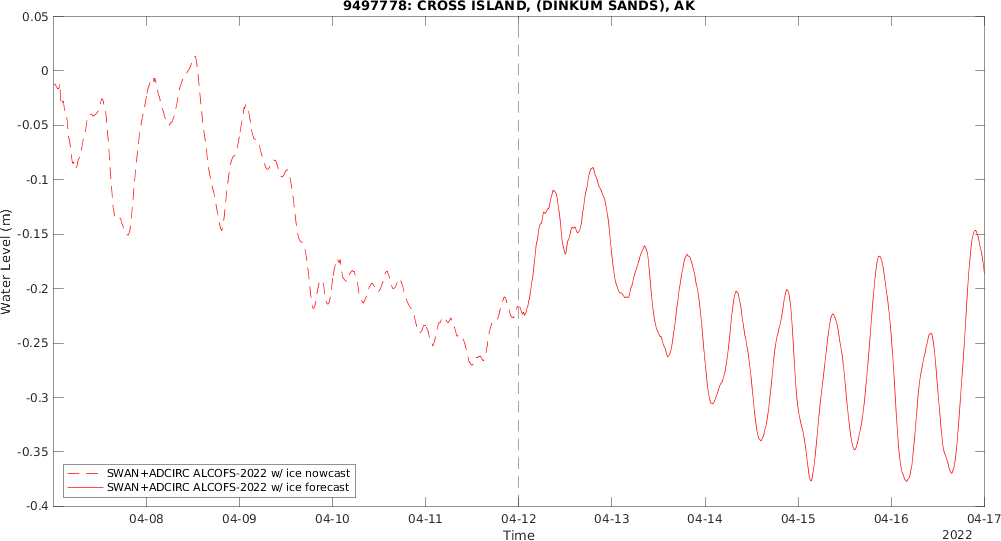 9497778: CROSS ISLAND, (DINKUM SANDS), AK
0.05
0
-0.05
-0.1
-0.15
-0.2
-0.25
-0.3
-0.35
-0.4
Water Level (m)
SWAN+ADCIRC ALCOFS-2022 w/ ice nowcast
SWAN+ADCIRC ALCOFS-2022 w/ ice forecast
04-08 04-09 04-10 04-11 04-12 04-13 04-14 04-15 04-16 04-17
Time
2022